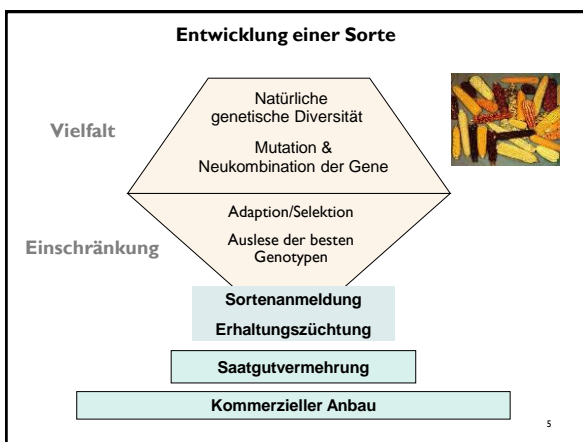 Entwicklung einer Sorte
Natürliche
genetische Diversität
Vielfalt
Mutation &
Neukombination der Gene
Adaption/Selektion
Einschränkung
Auslese der besten
Genotypen
Sortenanmeldung
Erhaltungszüchtung
Saatgutvermehrung
Kommerzieller Anbau
5